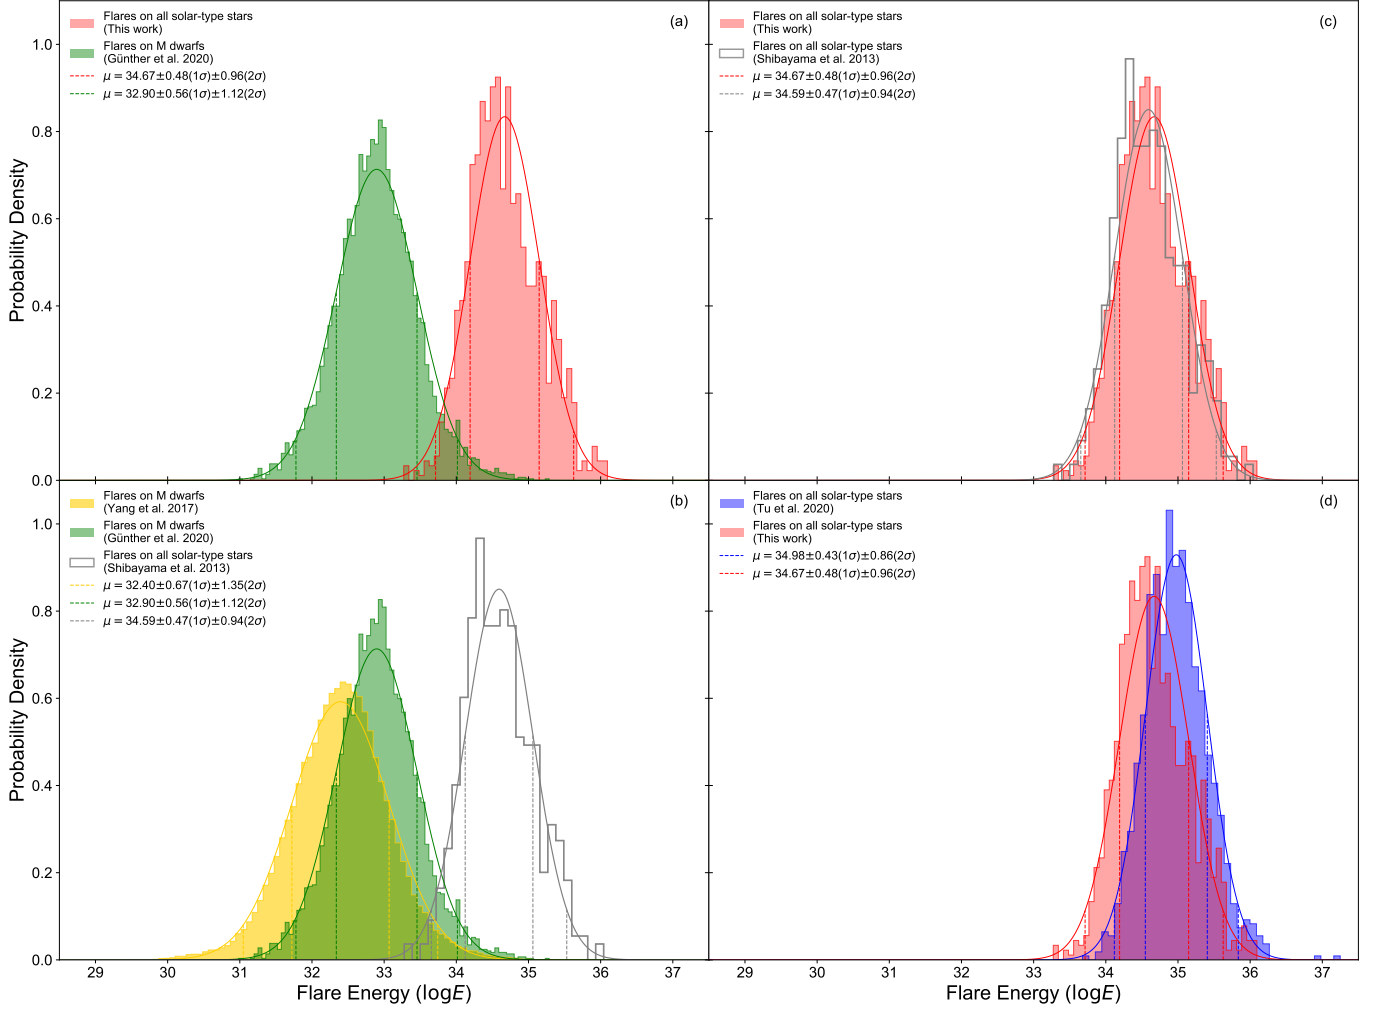 Flares on all solar-type stars
(This work)
Flares on M dwarfs
(Günther et al. 2020)
μ = 34.67±0.48(1σ)±0.96(2σ)
μ = 32.90±0.56(1σ)±1.12(2σ)
(a)
1.0
0.8
0.6
0.4
0.2
0.0
Probability Density
Flares on all solar-type stars
(This work)
Flares on all solar-type stars
(Shibayama et al. 2013)
μ = 34.67±0.48(1σ)±0.96(2σ)
μ = 34.59±0.47(1σ)±0.94(2σ)
(c)
Flares on M dwarfs
(Yang et al. 2017)
Flares on M dwarfs
(Günther et al. 2020)
Flares on all solar-type stars
(Shibayama et al. 2013)
μ = 32.40±0.67(1σ)±1.35(2σ)
μ = 32.90±0.56(1σ)±1.12(2σ)
μ = 34.59±0.47(1σ)±0.94(2σ)
(b)
1.0
0.8
0.6
0.4
0.2
0.0
Probability Density
29 30 31 32 33 34 35 36 37
Flare Energy (logE)
Flares on all solar-type stars
(Tu et al. 2020)
Flares on all solar-type stars
(This work)
μ = 34.98±0.43(1σ)±0.86(2σ)
μ = 34.67±0.48(1σ)±0.96(2σ)
(d)
29 30 31 32 33 34 35 36 37
Flare Energy (logE)